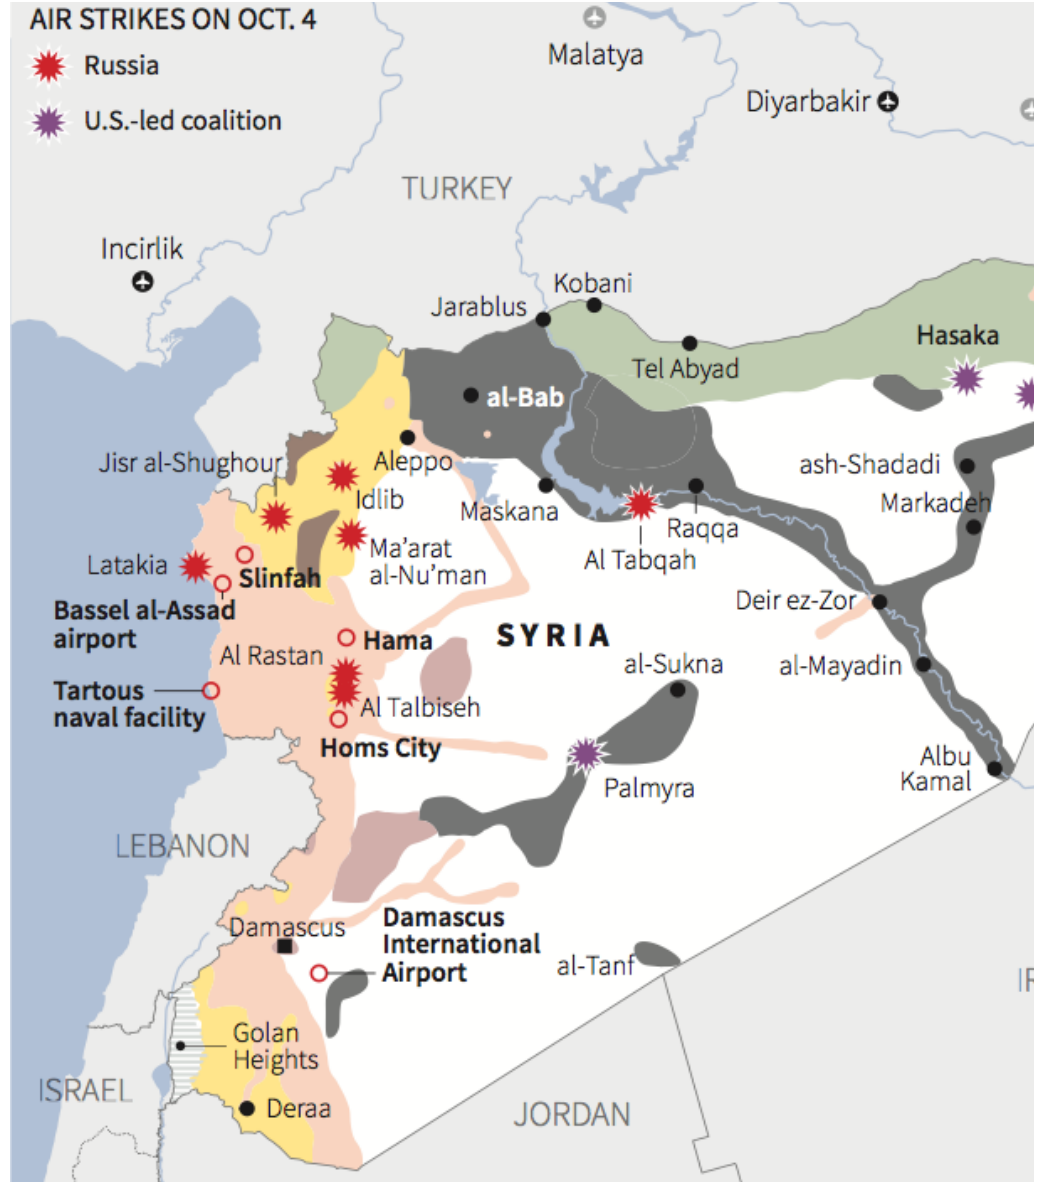 AIR STRIKES ON OCT. 4
Russia
U.S.-led coalition
Malatya
Diyarbakir
TURKEY
Incirlik
Kobani
Jarablus
Hasaka
Tel Abyad
al-Bab
Jisr al-Shughour
Aleppo
ash-Shadadi
Idlib
Markadeh
Maskana
Raqqa
Ma'arat
al-Nu'man
Al Tabqah
Latakia
Slinfah
Bassel al-Assad
airport
Deir ez-Zor
SYRIA
Hama
Al Rastan
al-Sukna
al-Mayadin
Tartous
naval facility
Al Talbiseh
Homs City
Albu
Kamal
Palmyra
LEBANON
Damascus
Damascus
International
Airport
al-Tanf
Golan
Heights
ISRAEL
Deraa
JORDAN